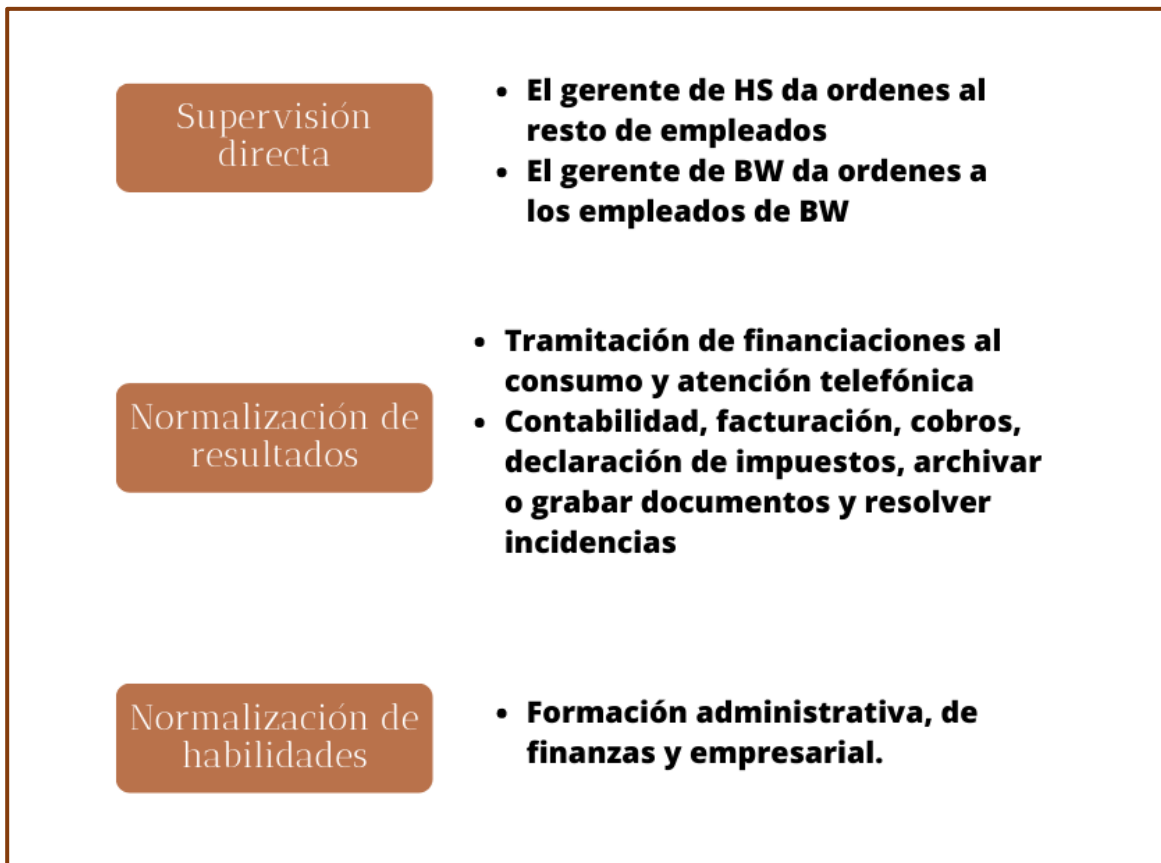 Supervisión
directa
• El gerente de HS da ordenes al
resto de empleados
• El gerente de BW da ordenes a
los empleados de BW
Normalización de
resultados
• Tramitación de financiaciones al
consumo y atención telefónica
• Contabilidad, facturación, cobros,
declaración de impuestos, archivar
o grabar documentos y resolver
incidencias
Normalización de
habilidades
• Formación administrativa, de
finanzas y empresarial.